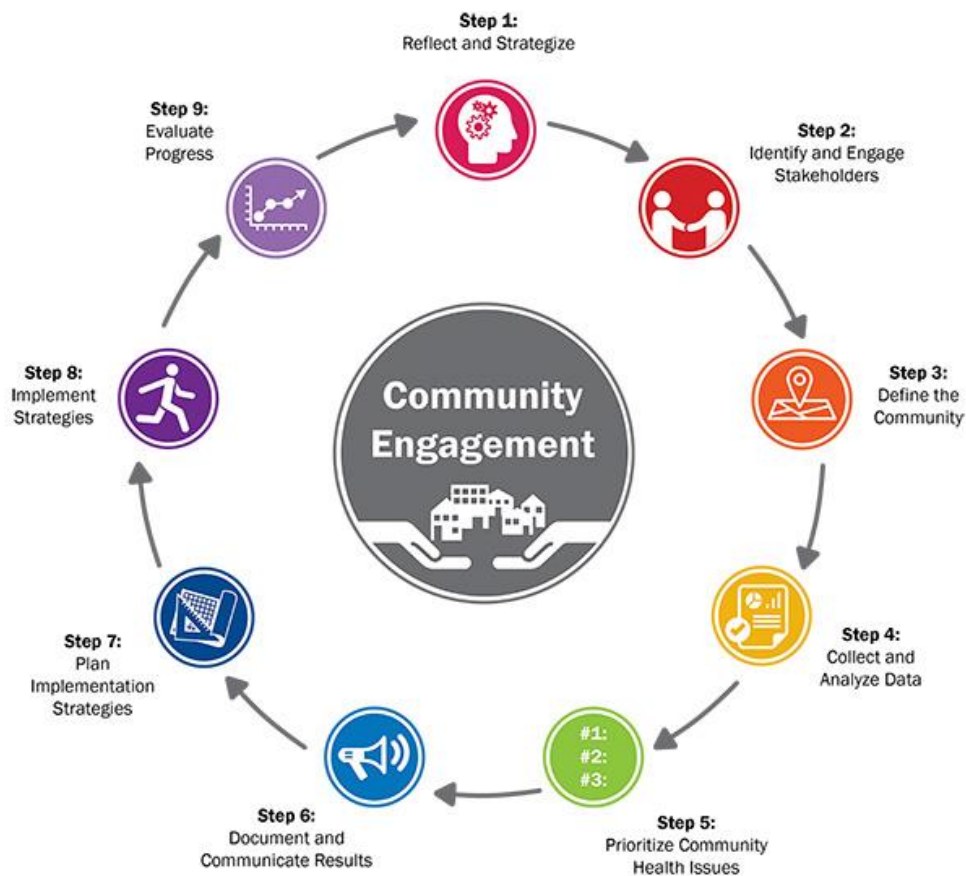 Step 1:
Reflect and Strategize
Step 2:
Identify and Engage
Stakeholders
Step 3:
Define the
Community
Step 4:
Collect and
Analyze Data
Step 5:
Prioritize Community
Health Issues
#1:
#2:
#3:
Step 6:
Document and
Communicate Results
Step 7:
Plan
Implementation
Strategies
Step 8:
Implement
Strategies
Step 9:
Evaluate
Progress
Community
Engagement